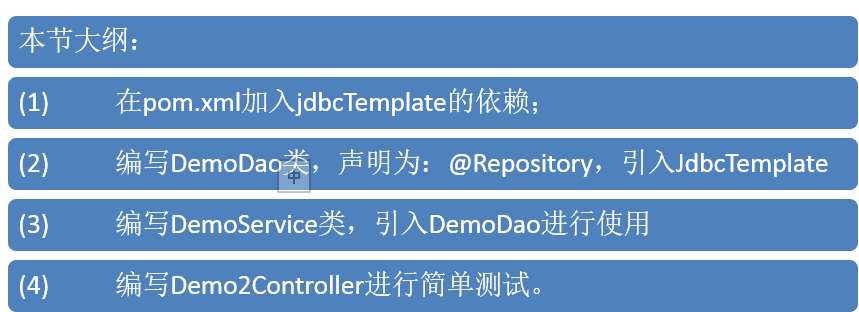 本节大纲：
(1) 在pom.xml加入jdbcTemplate的依赖；
(2) 编写DemoDao类，声明为：@Repository，引入JdbcTemplate
中
(3) 编写DemoService类，引入DemoDao进行使用
(4) 编写Demo2Controller进行简单测试。